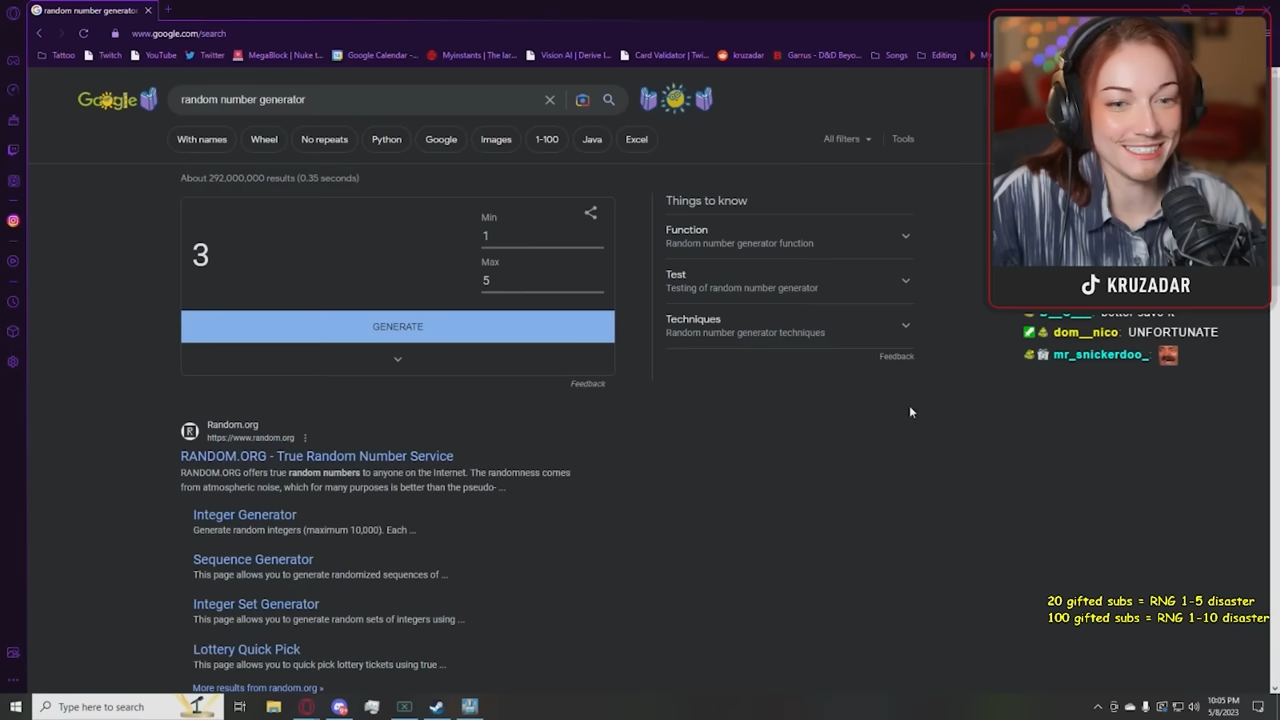 random number generator
www.google.com/search
Tattoo
Twitch
YouTube
Twitter
MegaBlock | Nuke t...
Google Calendar -...
Myinstants | The lar...
Vision AI | Derive I...
Card Validator | Twi...
kruzadar
Garrus - D&D Beyo...
Songs
Editing
Google
random number generator
With names
Wheel
No repeats
Python
Google
Images
1-100
Java
Excel
All filters
Tools
About 292,000,000 results (0.35 seconds)
3
Min
1
Max
5
GENERATE
Feedback
Things to know
Function
Random number generator function
Test
Testing of random number generator
Techniques
Random number generator techniques
Feedback
KRUZADAR
dom__nico: UNFORTUNATE
mr_snickerdoo_:
Random.org
https://www.random.org
RANDOM.ORG - True Random Number Service
RANDOM.ORG offers true random numbers to anyone on the Internet. The randomness comes
from atmospheric noise, which for many purposes is better than the pseudo- ...
Integer Generator
Generate random integers (maximum 10,000). Each ...
Sequence Generator
This page allows you to generate randomized sequences of ...
Integer Set Generator
This page allows you to generate random sets of integers using ...
Lottery Quick Pick
This page allows you to quick pick lottery tickets using true ...
More results from random.org »
20 gifted subs = RNG 1-5 disaster
100 gifted subs = RNG 1-10 disaster
Type here to search
10:05 PM
5/8/2023